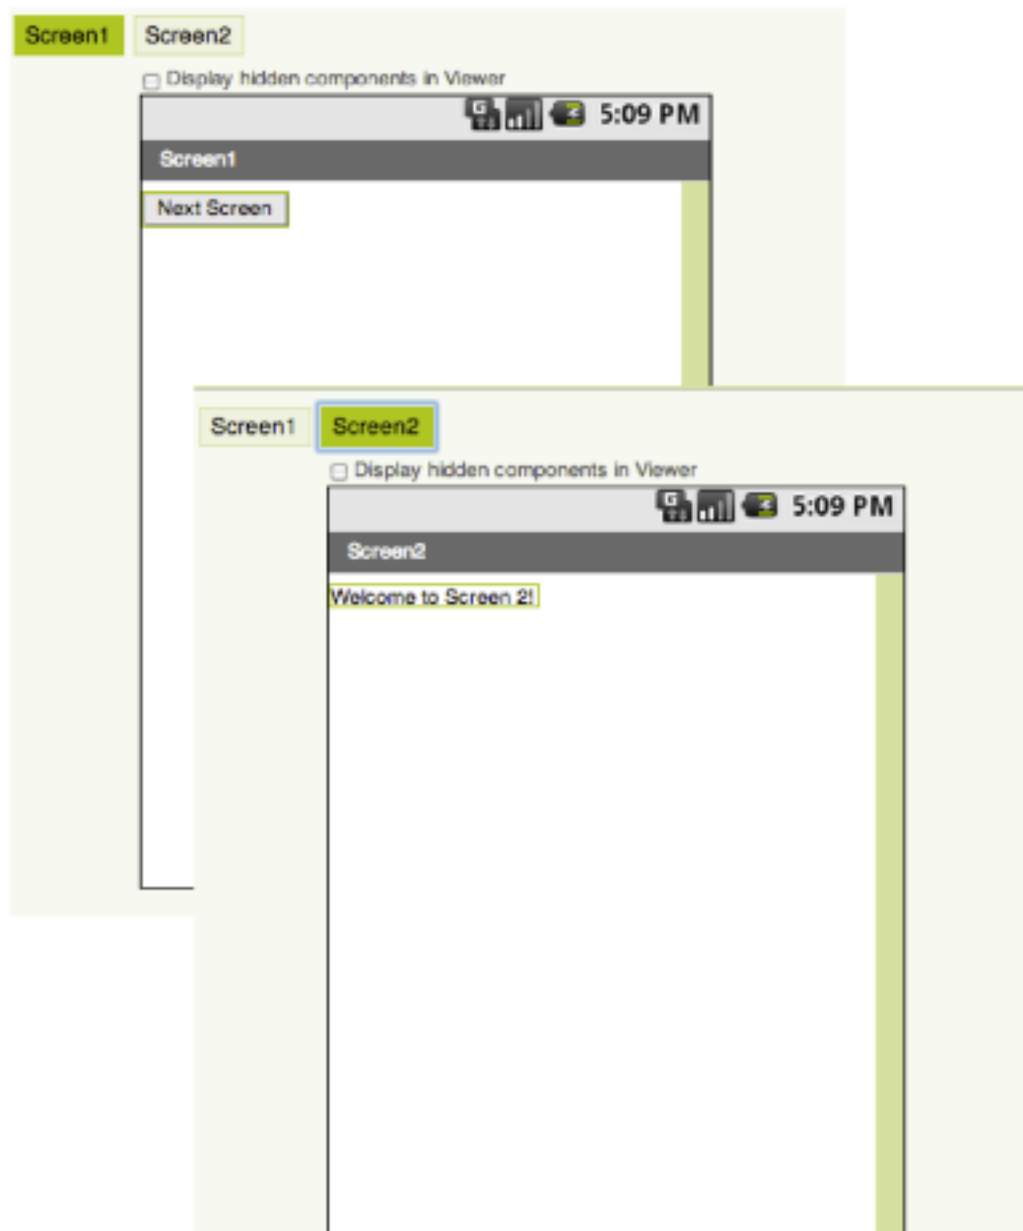 Screen1 Screen2
Display hidden components in Viewer
5:09 PM
Screen1
Next Screen
Screen1 Screen2
Display hidden components in Viewer
5:09 PM
Screen2
Welcome to Screen 2!